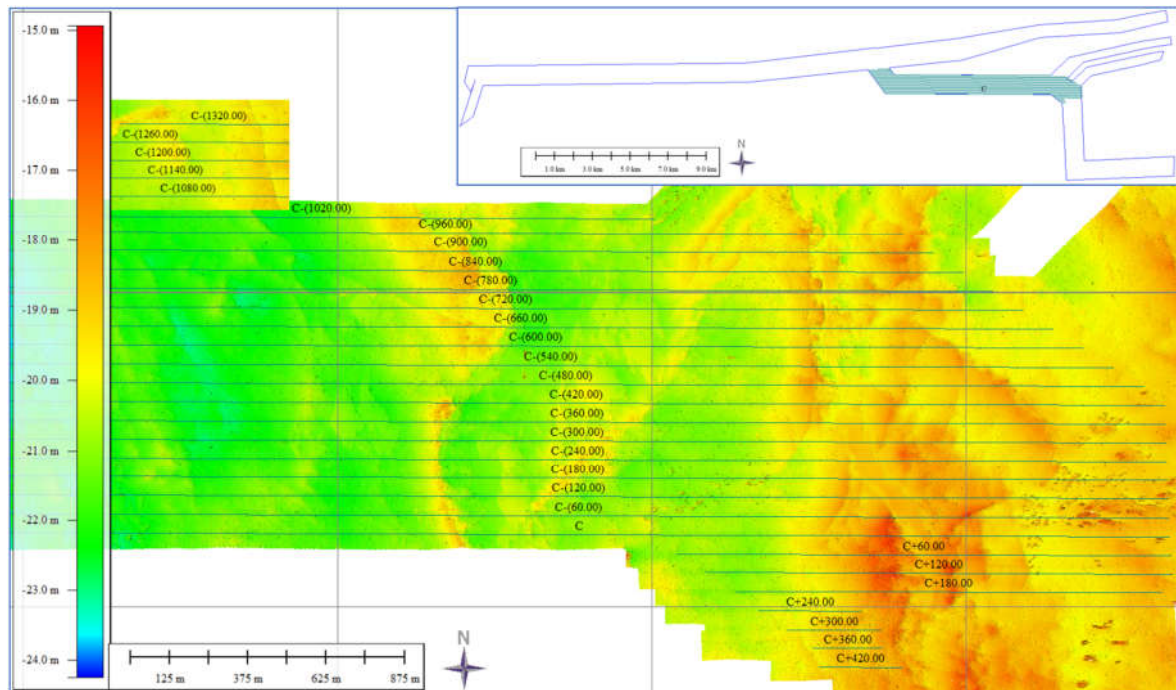 -15.0 m
-16.0 m
-17.0 m
-18.0 m
-19.0 m
-20.0 m
-21.0 m
-22.0 m
-23.0 m
-24.0 m
C
N
1.0 km 3.0 km 5.0 km 7.0 km 9.0 km
C-(1320.00)
C-(1260.00)
C-(1200.00)
C-(1140.00)
C-(1080.00)
C-(1020.00)
C-(960.00)
C-(900.00)
C-(840.00)
C-(780.00)
C-(720.00)
C-(660.00)
C-(600.00)
C-(540.00)
C-(480.00)
C-(420.00)
C-(360.00)
C-(300.00)
C-(240.00)
C-(180.00)
C-(120.00)
C-(60.00)
C
C+60.00
C+120.00
C+180.00
C+240.00
C+300.00
C+360.00
C+420.00
N
125 m 375 m 625 m 875 m